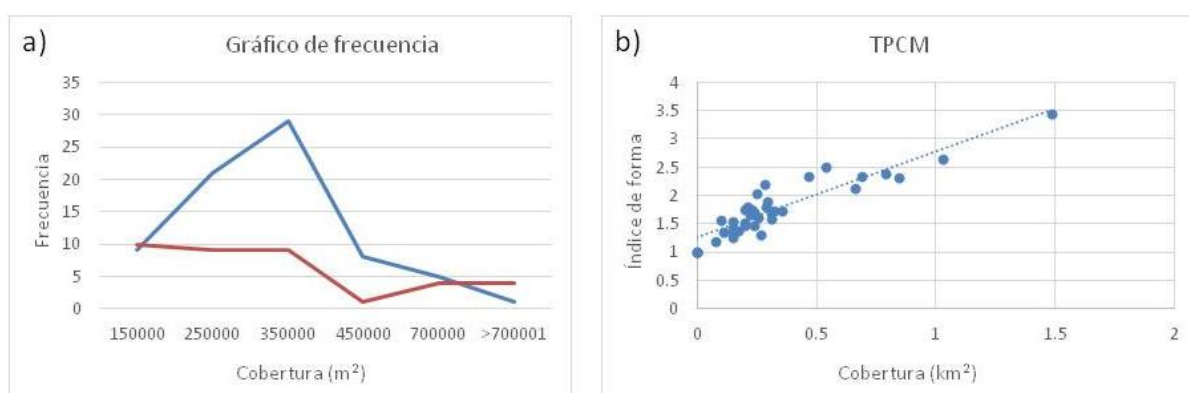 a)
Gráfico de frecuencia
35
30
25
20
15
10
5
0
Frecuencia
150000 250000 350000 450000 700000 >700001
Cobertura (m²)
b)
TPCM
4
3.5
3
2.5
2
1.5
1
0.5
0
Índice de forma
0 0.5 1 1.5 2
Cobertura (km²)